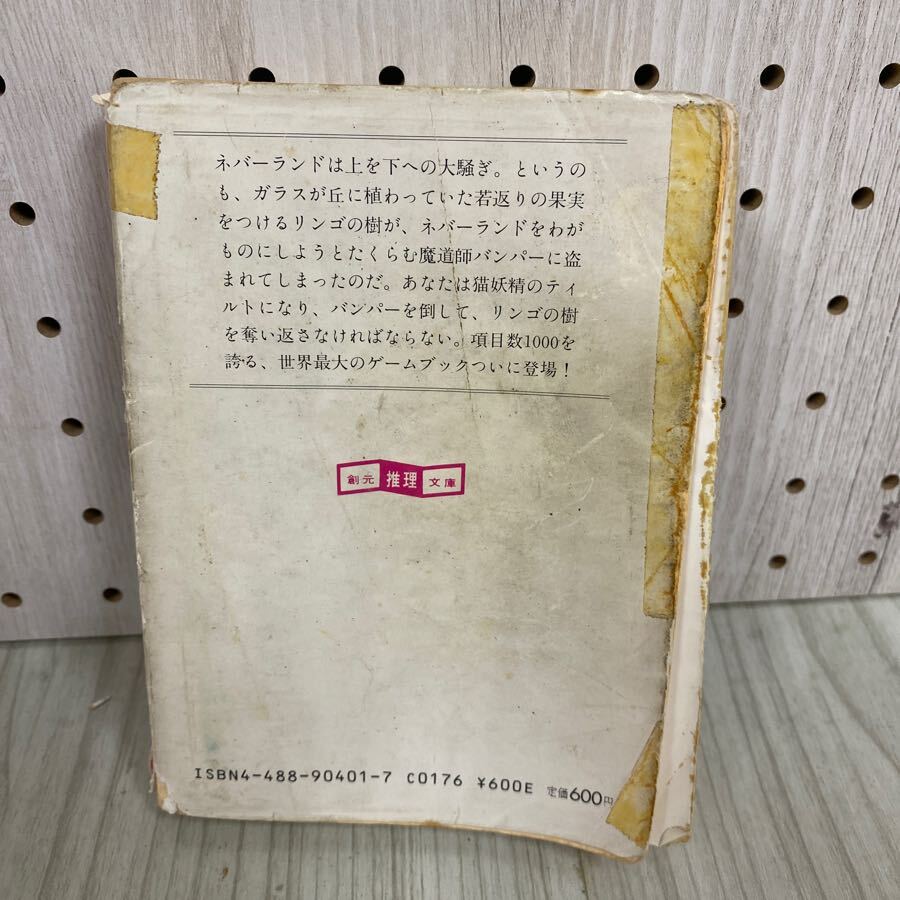 ネバーランドは上を下への大騒ぎ。というの
も、ガラスが丘に植わっていた若返りの果実
をつけるリンゴの樹が、ネバーランドをわが
ものにしようとたくらむ魔道師バンパーに盗
まれてしまったのだ。あなたは猫妖精のティ
ルトになり、バンパーを倒して、リンゴの樹
を奪い返さなければならない。項目数1000を
誇る、世界最大のゲームブックついに登場！
創元推理文庫
ISBN4-488-90401-7 C0176 ¥600E 定価600円